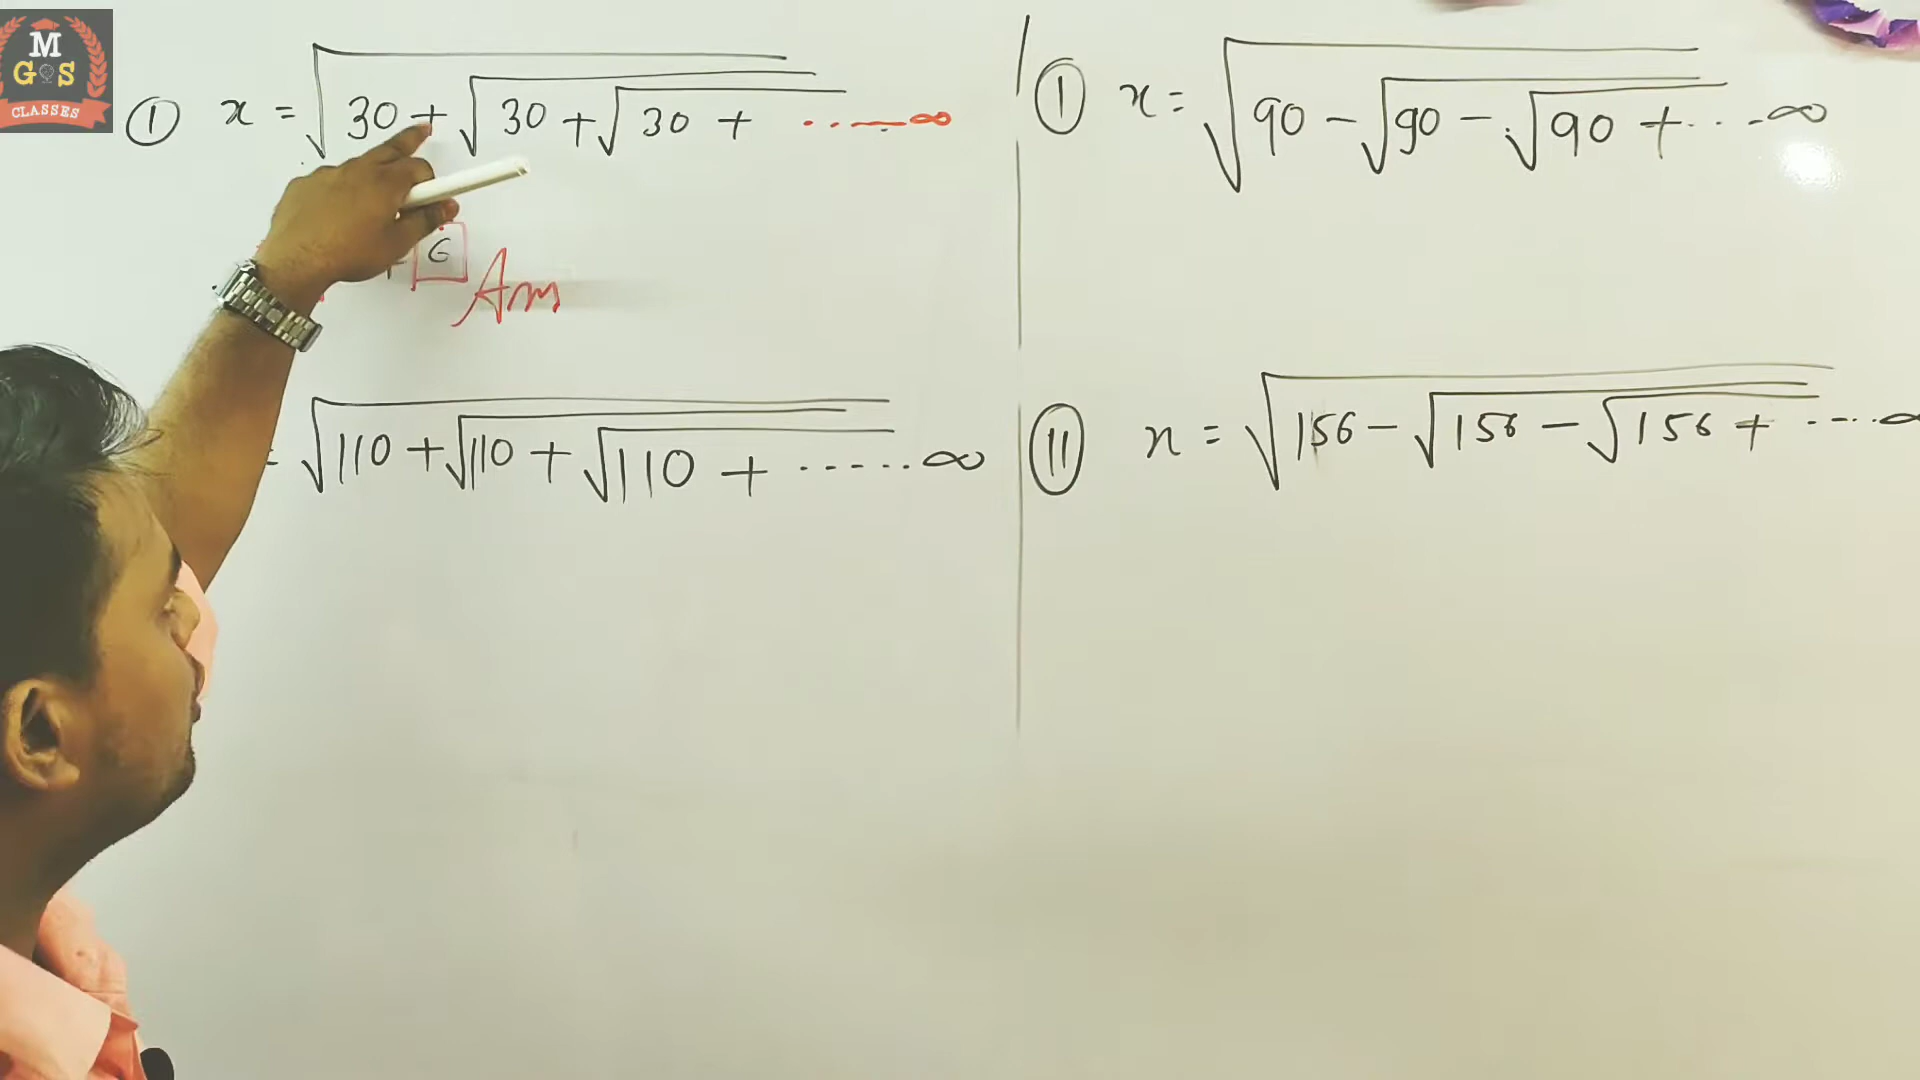 M
G S
CLASSES
① x = √30 + √30 + √30 + ......∞
6 Ans
= √110 + √110 + √110 + ......∞
① x = √90 - √90 - √90 + ...∞
⑪ x = √156 - √156 - √156 + ....∞